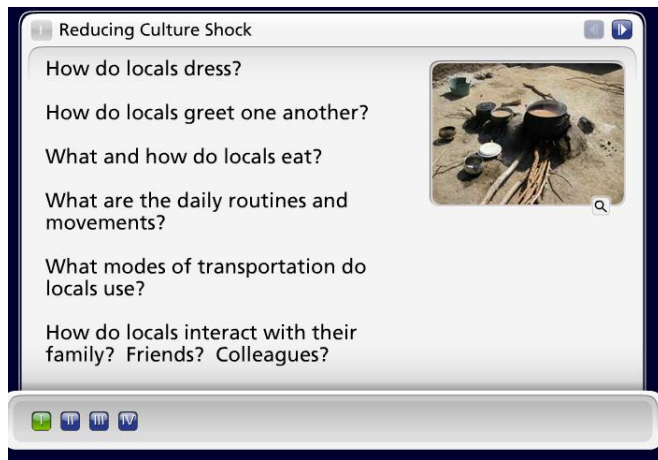 I Reducing Culture Shock
How do locals dress?
How do locals greet one another?
What and how do locals eat?
What are the daily routines and
movements?
What modes of transportation do
locals use?
How do locals interact with their
family?  Friends?  Colleagues?
I II III IV